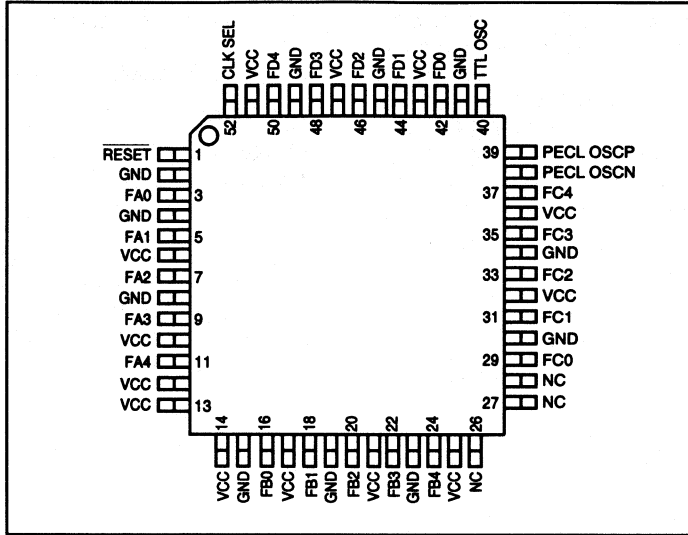 CLK SEL
VCC
FD4
GND
FD3
VCC
FD2
GND
FD1
VCC
FD0
GND
TTL OSC
52
50
48
46
44
42
40
RESET 1
GND
FA0 3
GND
FA1 5
VCC
FA2 7
GND
FA3 9
VCC
FA4 11
VCC
VCC 13
39 PECL OSCP
PECL OSCN
37 FC4
VCC
35 FC3
GND
33 FC2
VCC
31 FC1
GND
29 FC0
NC
27 NC
14
16
18
20
22
24
26
VCC
GND
FB0
VCC
FB1
GND
FB2
VCC
FB3
GND
FB4
VCC
NC